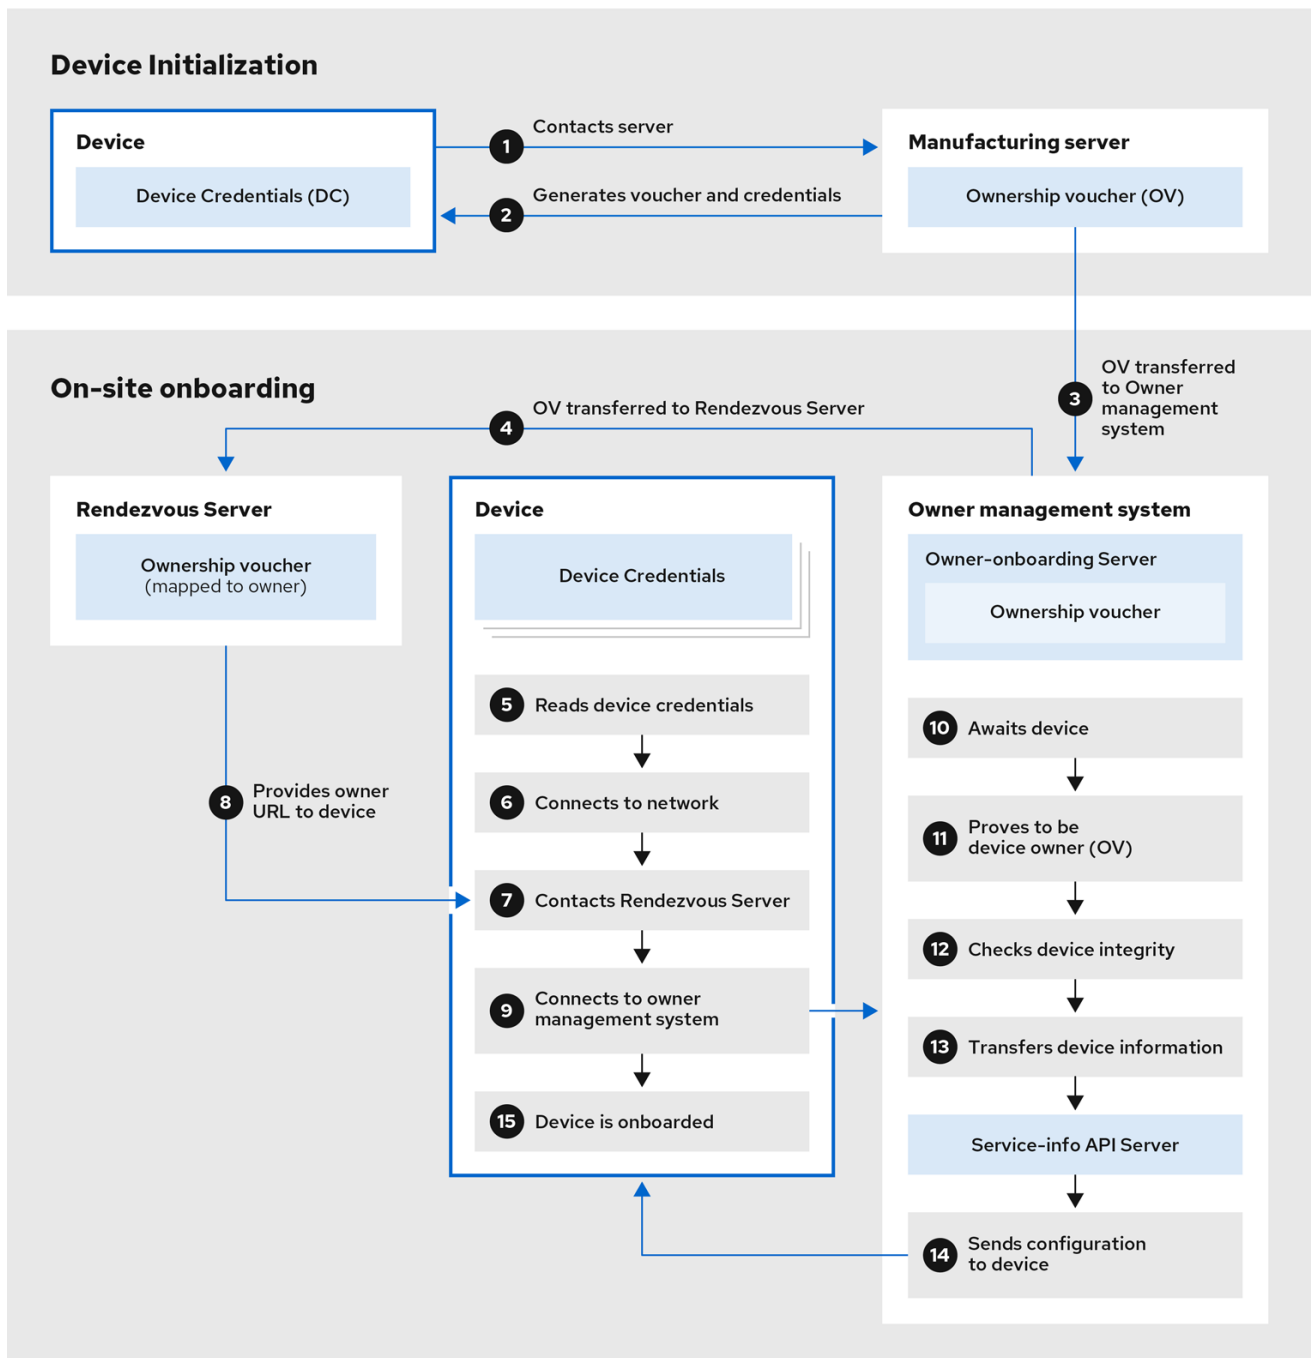 Device Initialization
Device
Device Credentials (DC)
1
Contacts server
2
Generates voucher and credentials
Manufacturing server
Ownership voucher (OV)
On-site onboarding
3
OV transferred
to Owner
management
system
4
OV transferred to Rendezvous Server
Rendezvous Server
Ownership voucher
(mapped to owner)
8
Provides owner
URL to device
Device
Device Credentials
5
Reads device credentials
6
Connects to network
7
Contacts Rendezvous Server
9
Connects to owner
management system
15
Device is onboarded
Owner management system
Owner-onboarding Server
Ownership voucher
10
Awaits device
11
Proves to be
device owner (OV)
12
Checks device integrity
13
Transfers device information
Service-info API Server
14
Sends configuration
to device